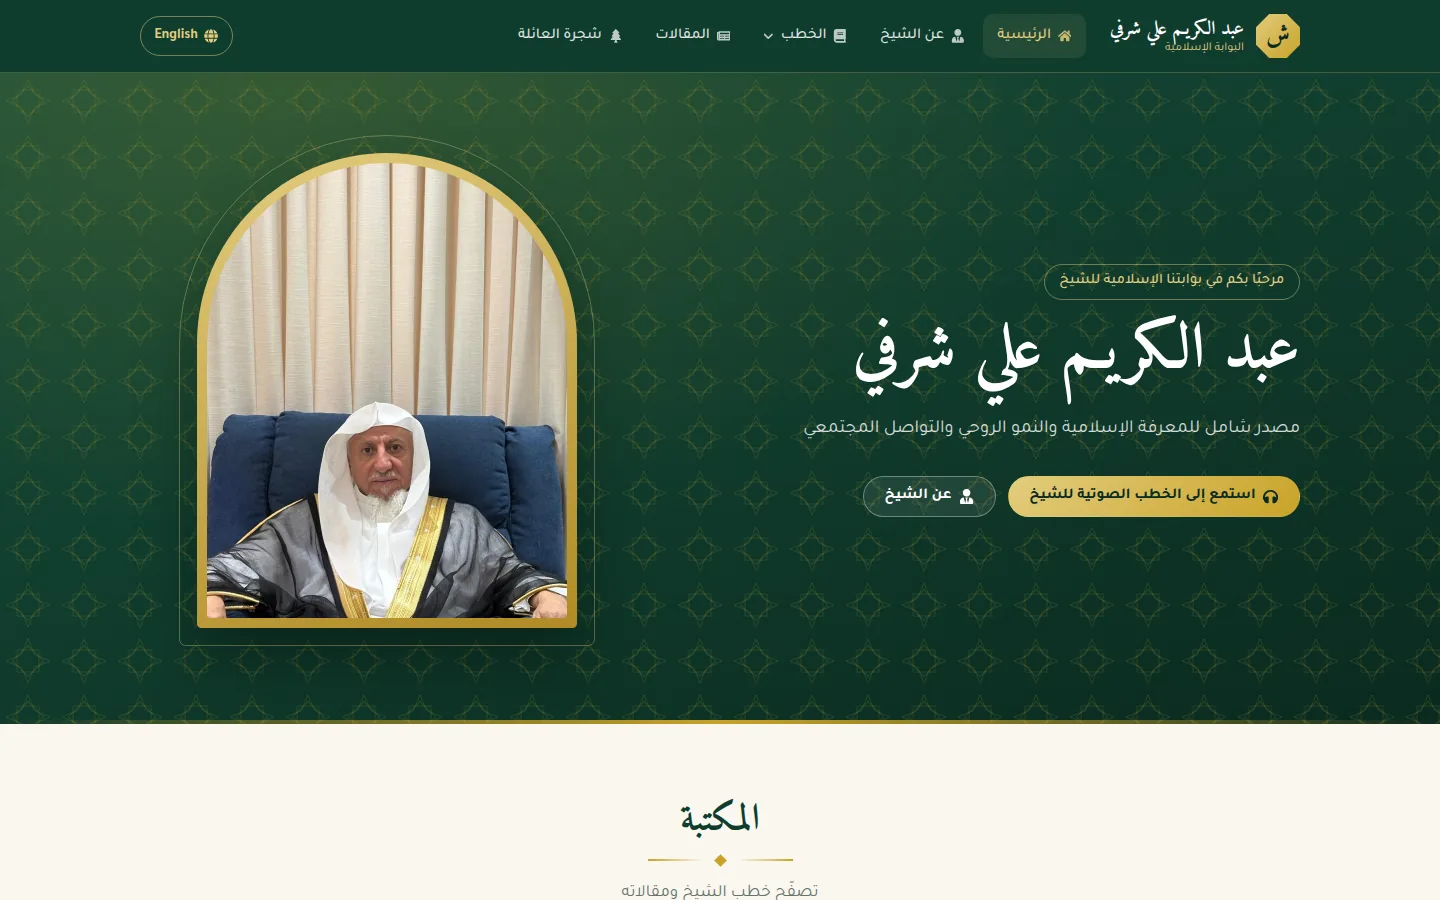 ش
عبد الكريم علي شرفي
البوابة الإسلامية
الرئيسية
عن الشيخ
الخطب
المقالات
شجرة العائلة
English
مرحبًا بكم في بوابتنا الإسلامية للشيخ
عبد الكريم علي شرفي
مصدر شامل للمعرفة الإسلامية والنمو الروحي والتواصل المجتمعي
استمع إلى الخطب الصوتية للشيخ
عن الشيخ
المكتبة
تصفّح خطب الشيخ ومقالاته